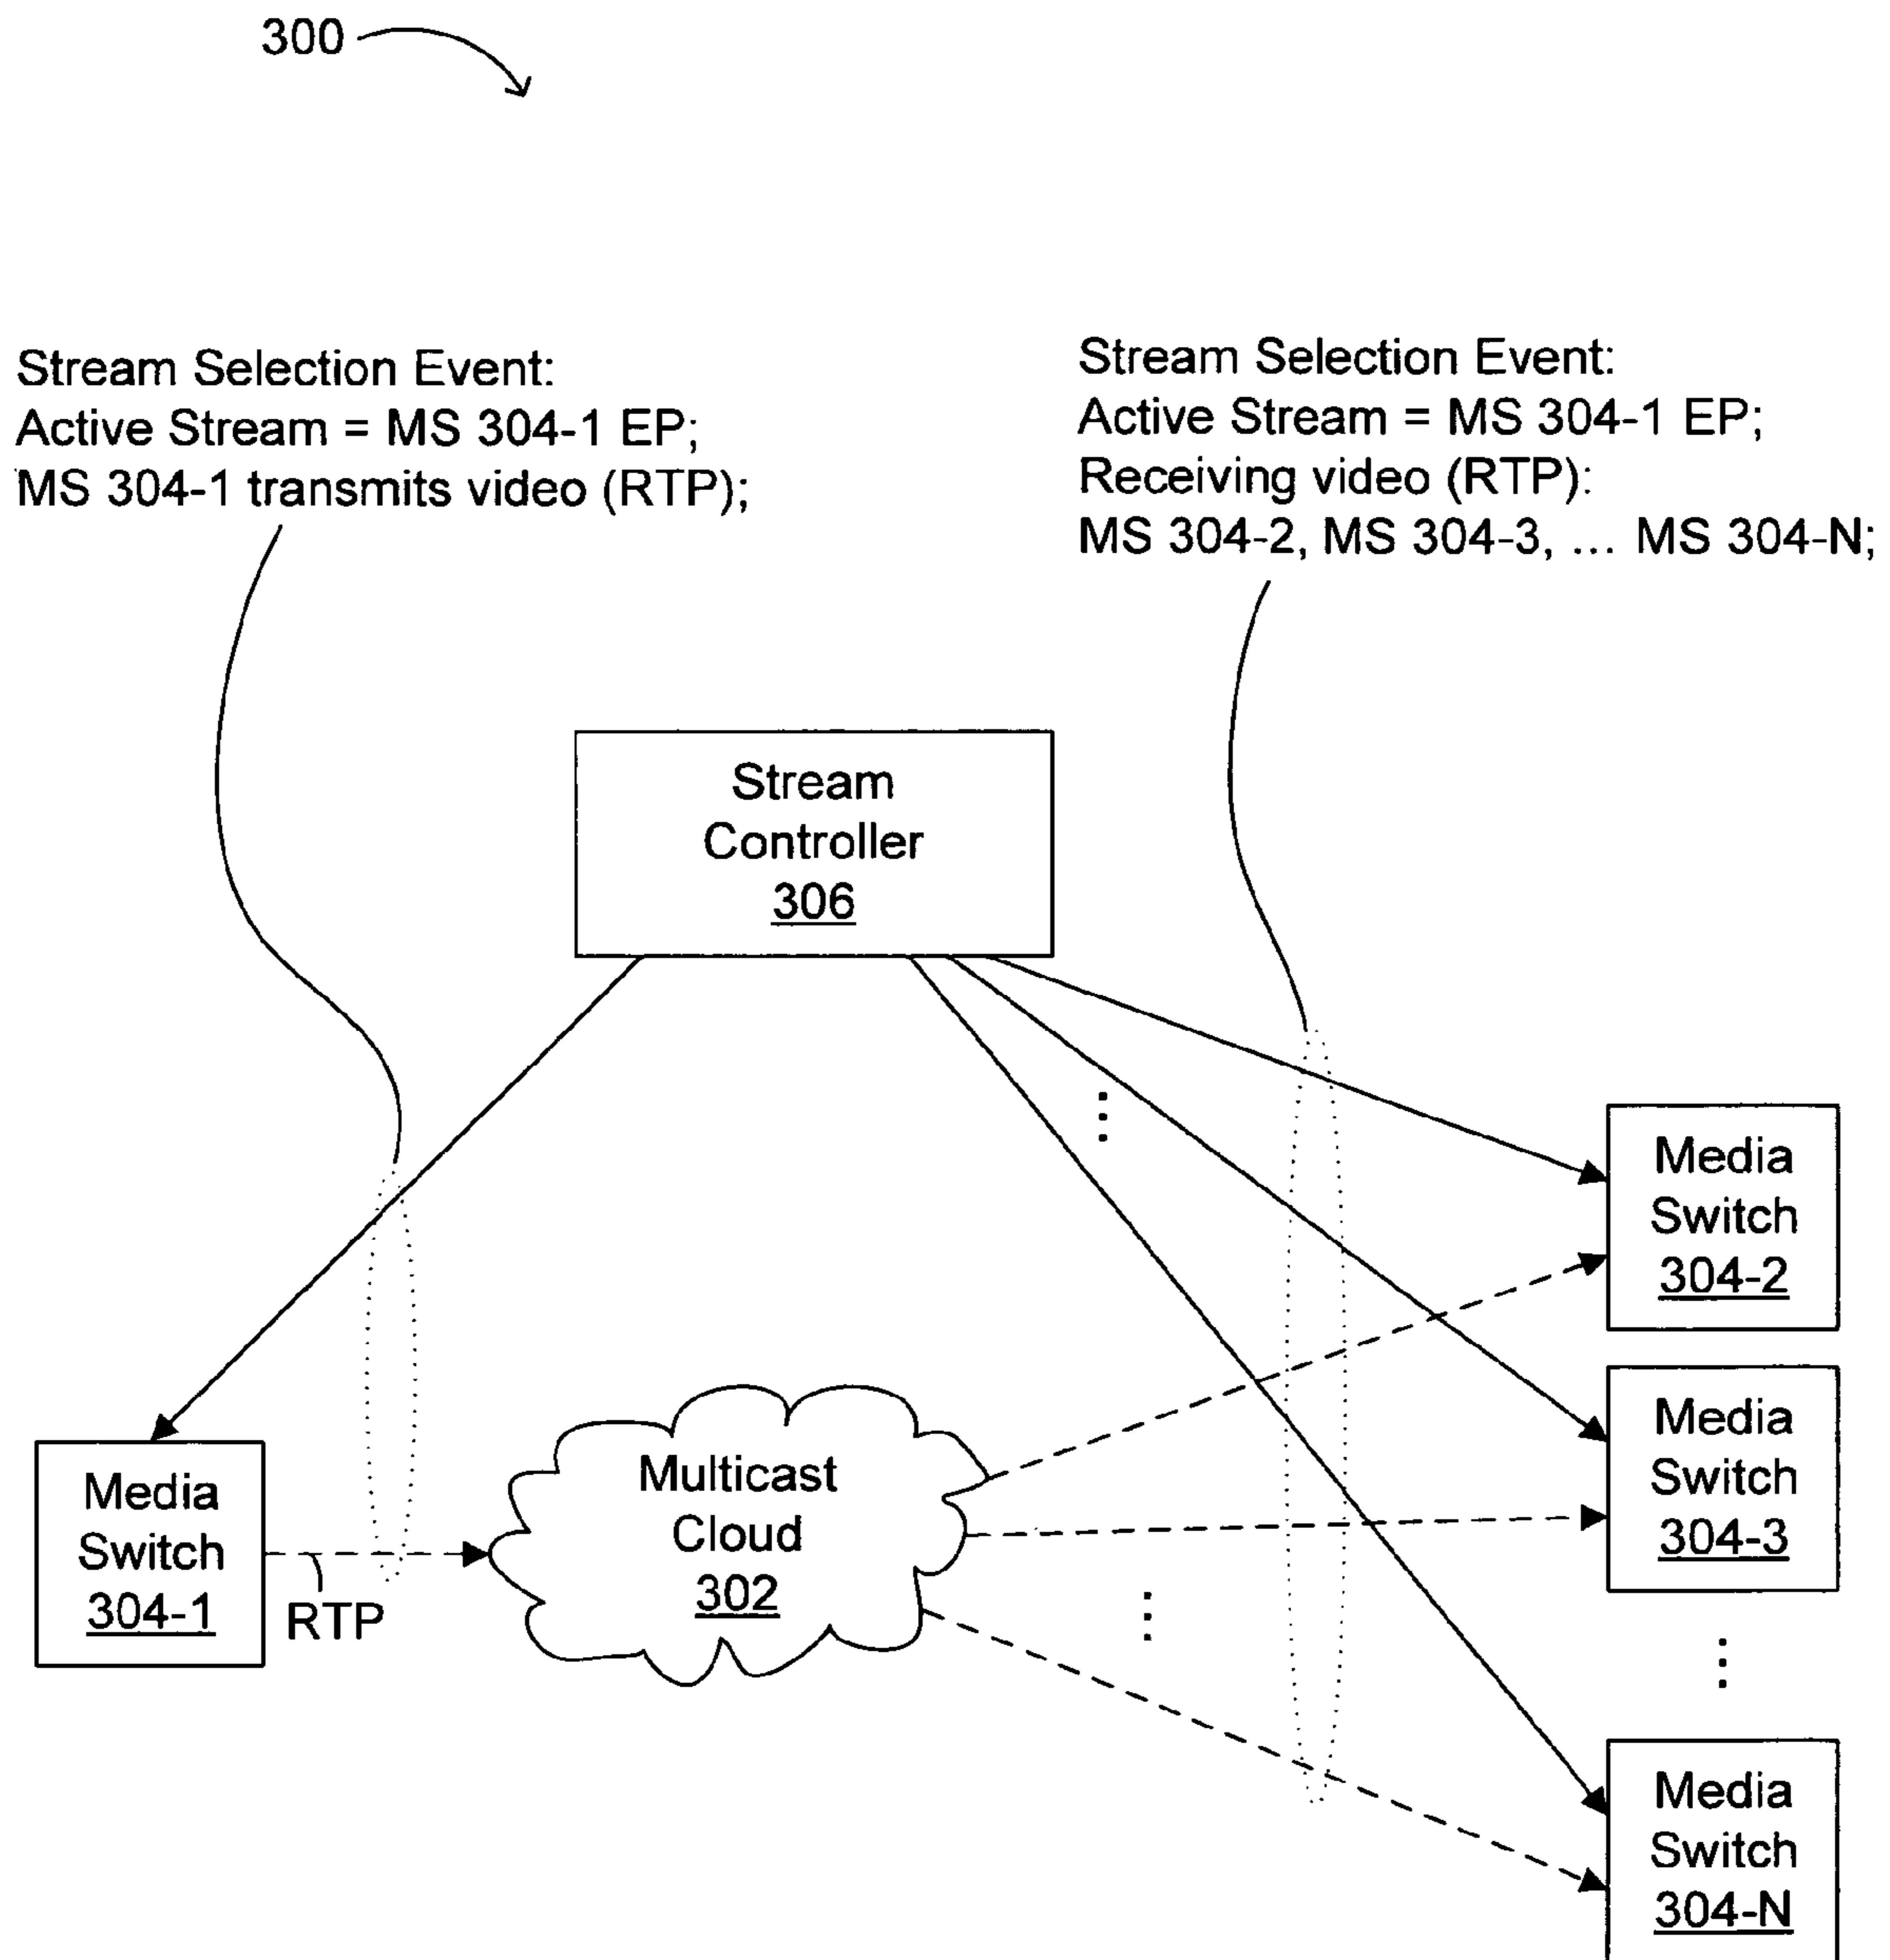 300
Stream Selection Event:
Active Stream = MS 304-1 EP;
MS 304-1 transmits video (RTP);
Stream Selection Event:
Active Stream = MS 304-1 EP;
Receiving video (RTP):
MS 304-2, MS 304-3, ... MS 304-N;
Stream
Controller
306
Media
Switch
304-2
Media
Switch
304-3
Media
Switch
304-1
RTP
Multicast
Cloud
302
Media
Switch
304-N